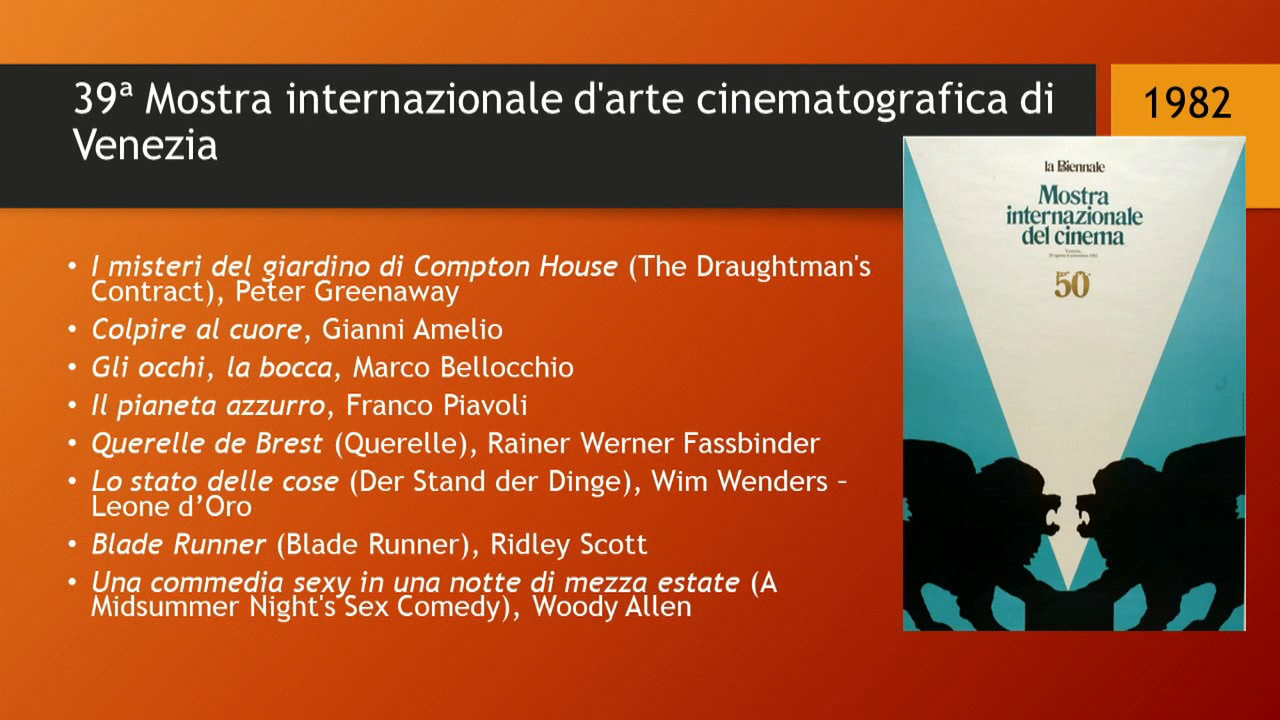 39ª Mostra internazionale d'arte cinematografica di
Venezia
1982
• I misteri del giardino di Compton House (The Draughtman's
Contract), Peter Greenaway
• Colpire al cuore, Gianni Amelio
• Gli occhi, la bocca, Marco Bellocchio
• Il pianeta azzurro, Franco Piavoli
• Querelle de Brest (Querelle), Rainer Werner Fassbinder
• Lo stato delle cose (Der Stand der Dinge), Wim Wenders –
Leone d’Oro
• Blade Runner (Blade Runner), Ridley Scott
• Una commedia sexy in una notte di mezza estate (A
Midsummer Night's Sex Comedy), Woody Allen
la Biennale
Mostra
internazionale
del cinema
50